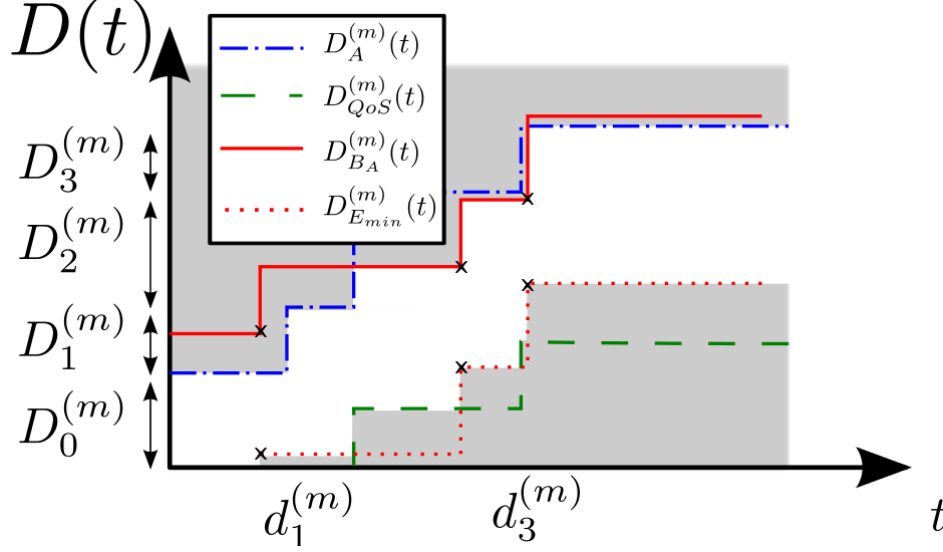 D(t)
D_A^{(m)}(t)
D_{QoS}^{(m)}(t)
D_{B_A}^{(m)}(t)
D_{E_{min}}^{(m)}(t)
D_3^{(m)}
D_2^{(m)}
D_1^{(m)}
D_0^{(m)}
d_1^{(m)}
d_3^{(m)}
t